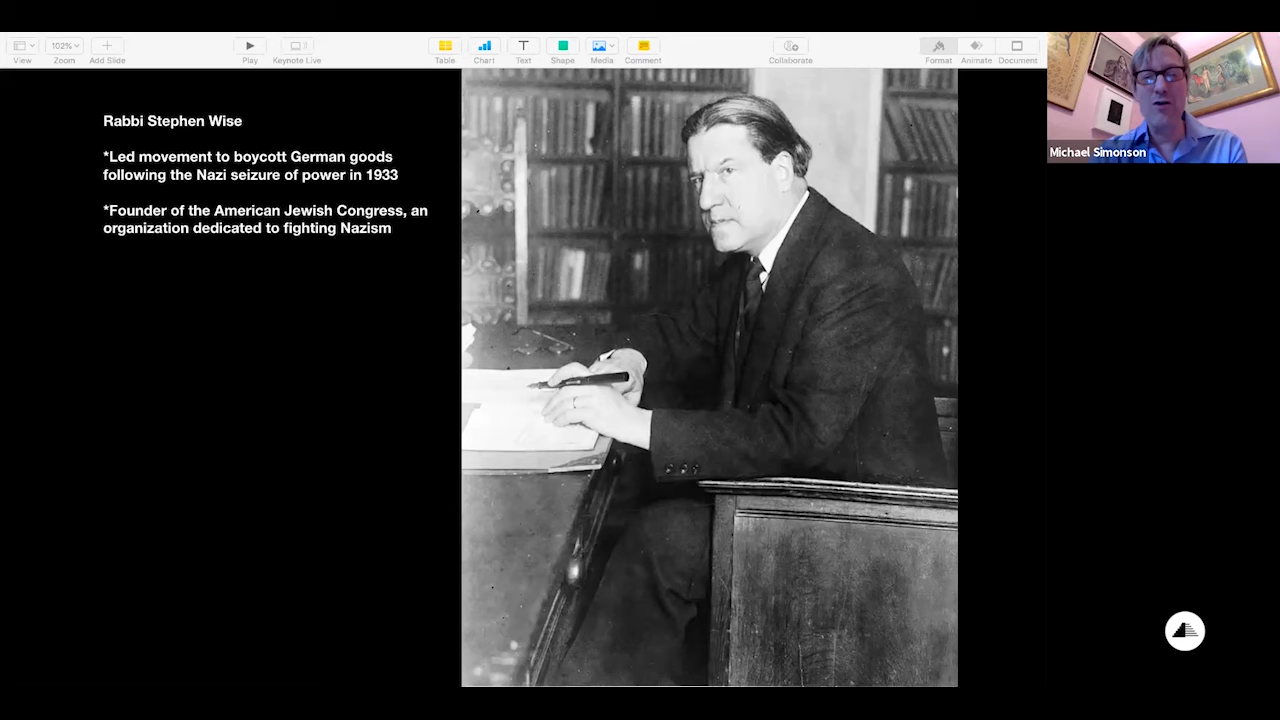 102%
View
Zoom
Add Slide
Play
Keynote Live
Table
Chart
Text
Shape
Media
Comment
Collaborate
Format
Animate
Document
Michael Simonson
Rabbi Stephen Wise
*Led movement to boycott German goods
following the Nazi seizure of power in 1933
*Founder of the American Jewish Congress, an
organization dedicated to fighting Nazism